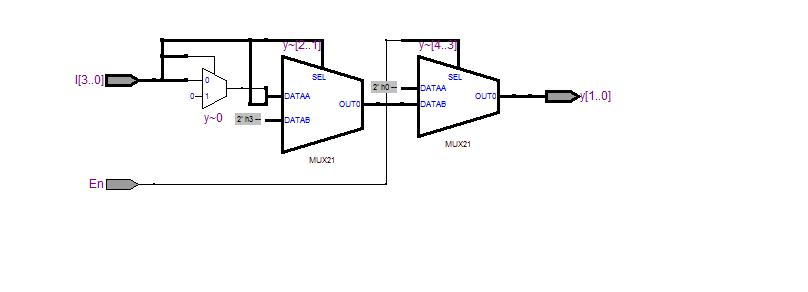 y~[2..1]
y~[4..3]
I[3..0]
0
SEL
SEL
2' h0
DATAA
0
1
DATAA
OUT0
DATAB
OUT0
y[1..0]
y~0
2' h3
DATAB
MUX21
MUX21
En